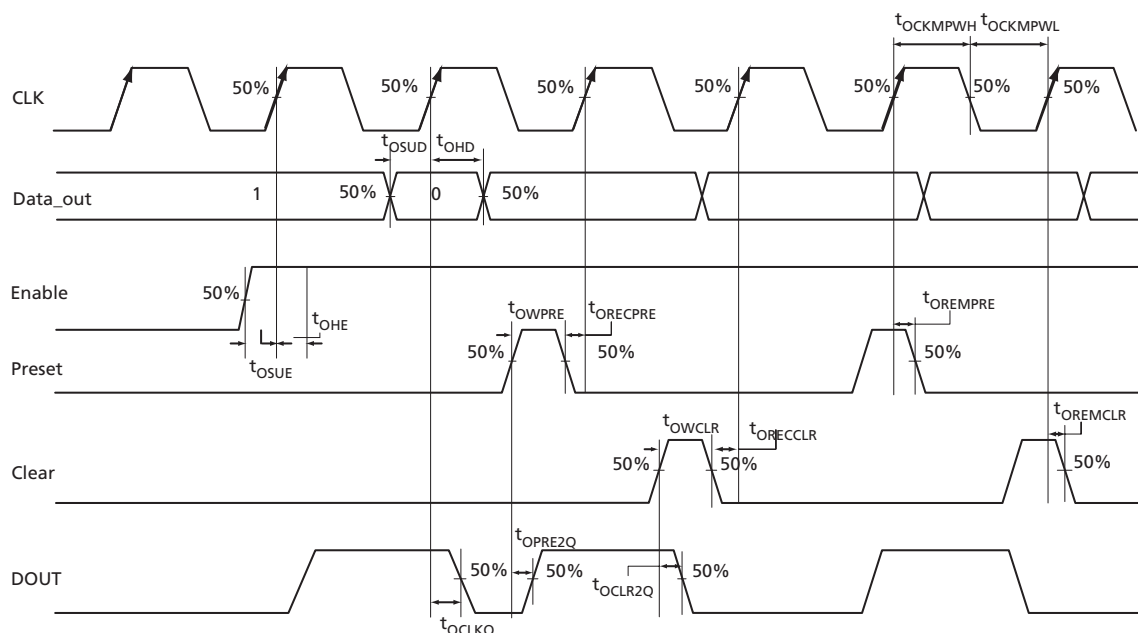 tOCKMPWH tOCKMPWL
CLK 50% 50% 50% 50% 50% 50% 50%
tOSUD tOHD
Data_out 1 50% 0 50%
Enable 50%
tOHE tOWPRE tORECPRE tOREMPRE
tOSUE
Preset 50% 50% 50%
tOWCLR tORECCLR tOREMCLR
Clear 50% 50% 50%
tOPRE2Q
DOUT 50% 50% tOCLR2Q 50%
tOCLKQ